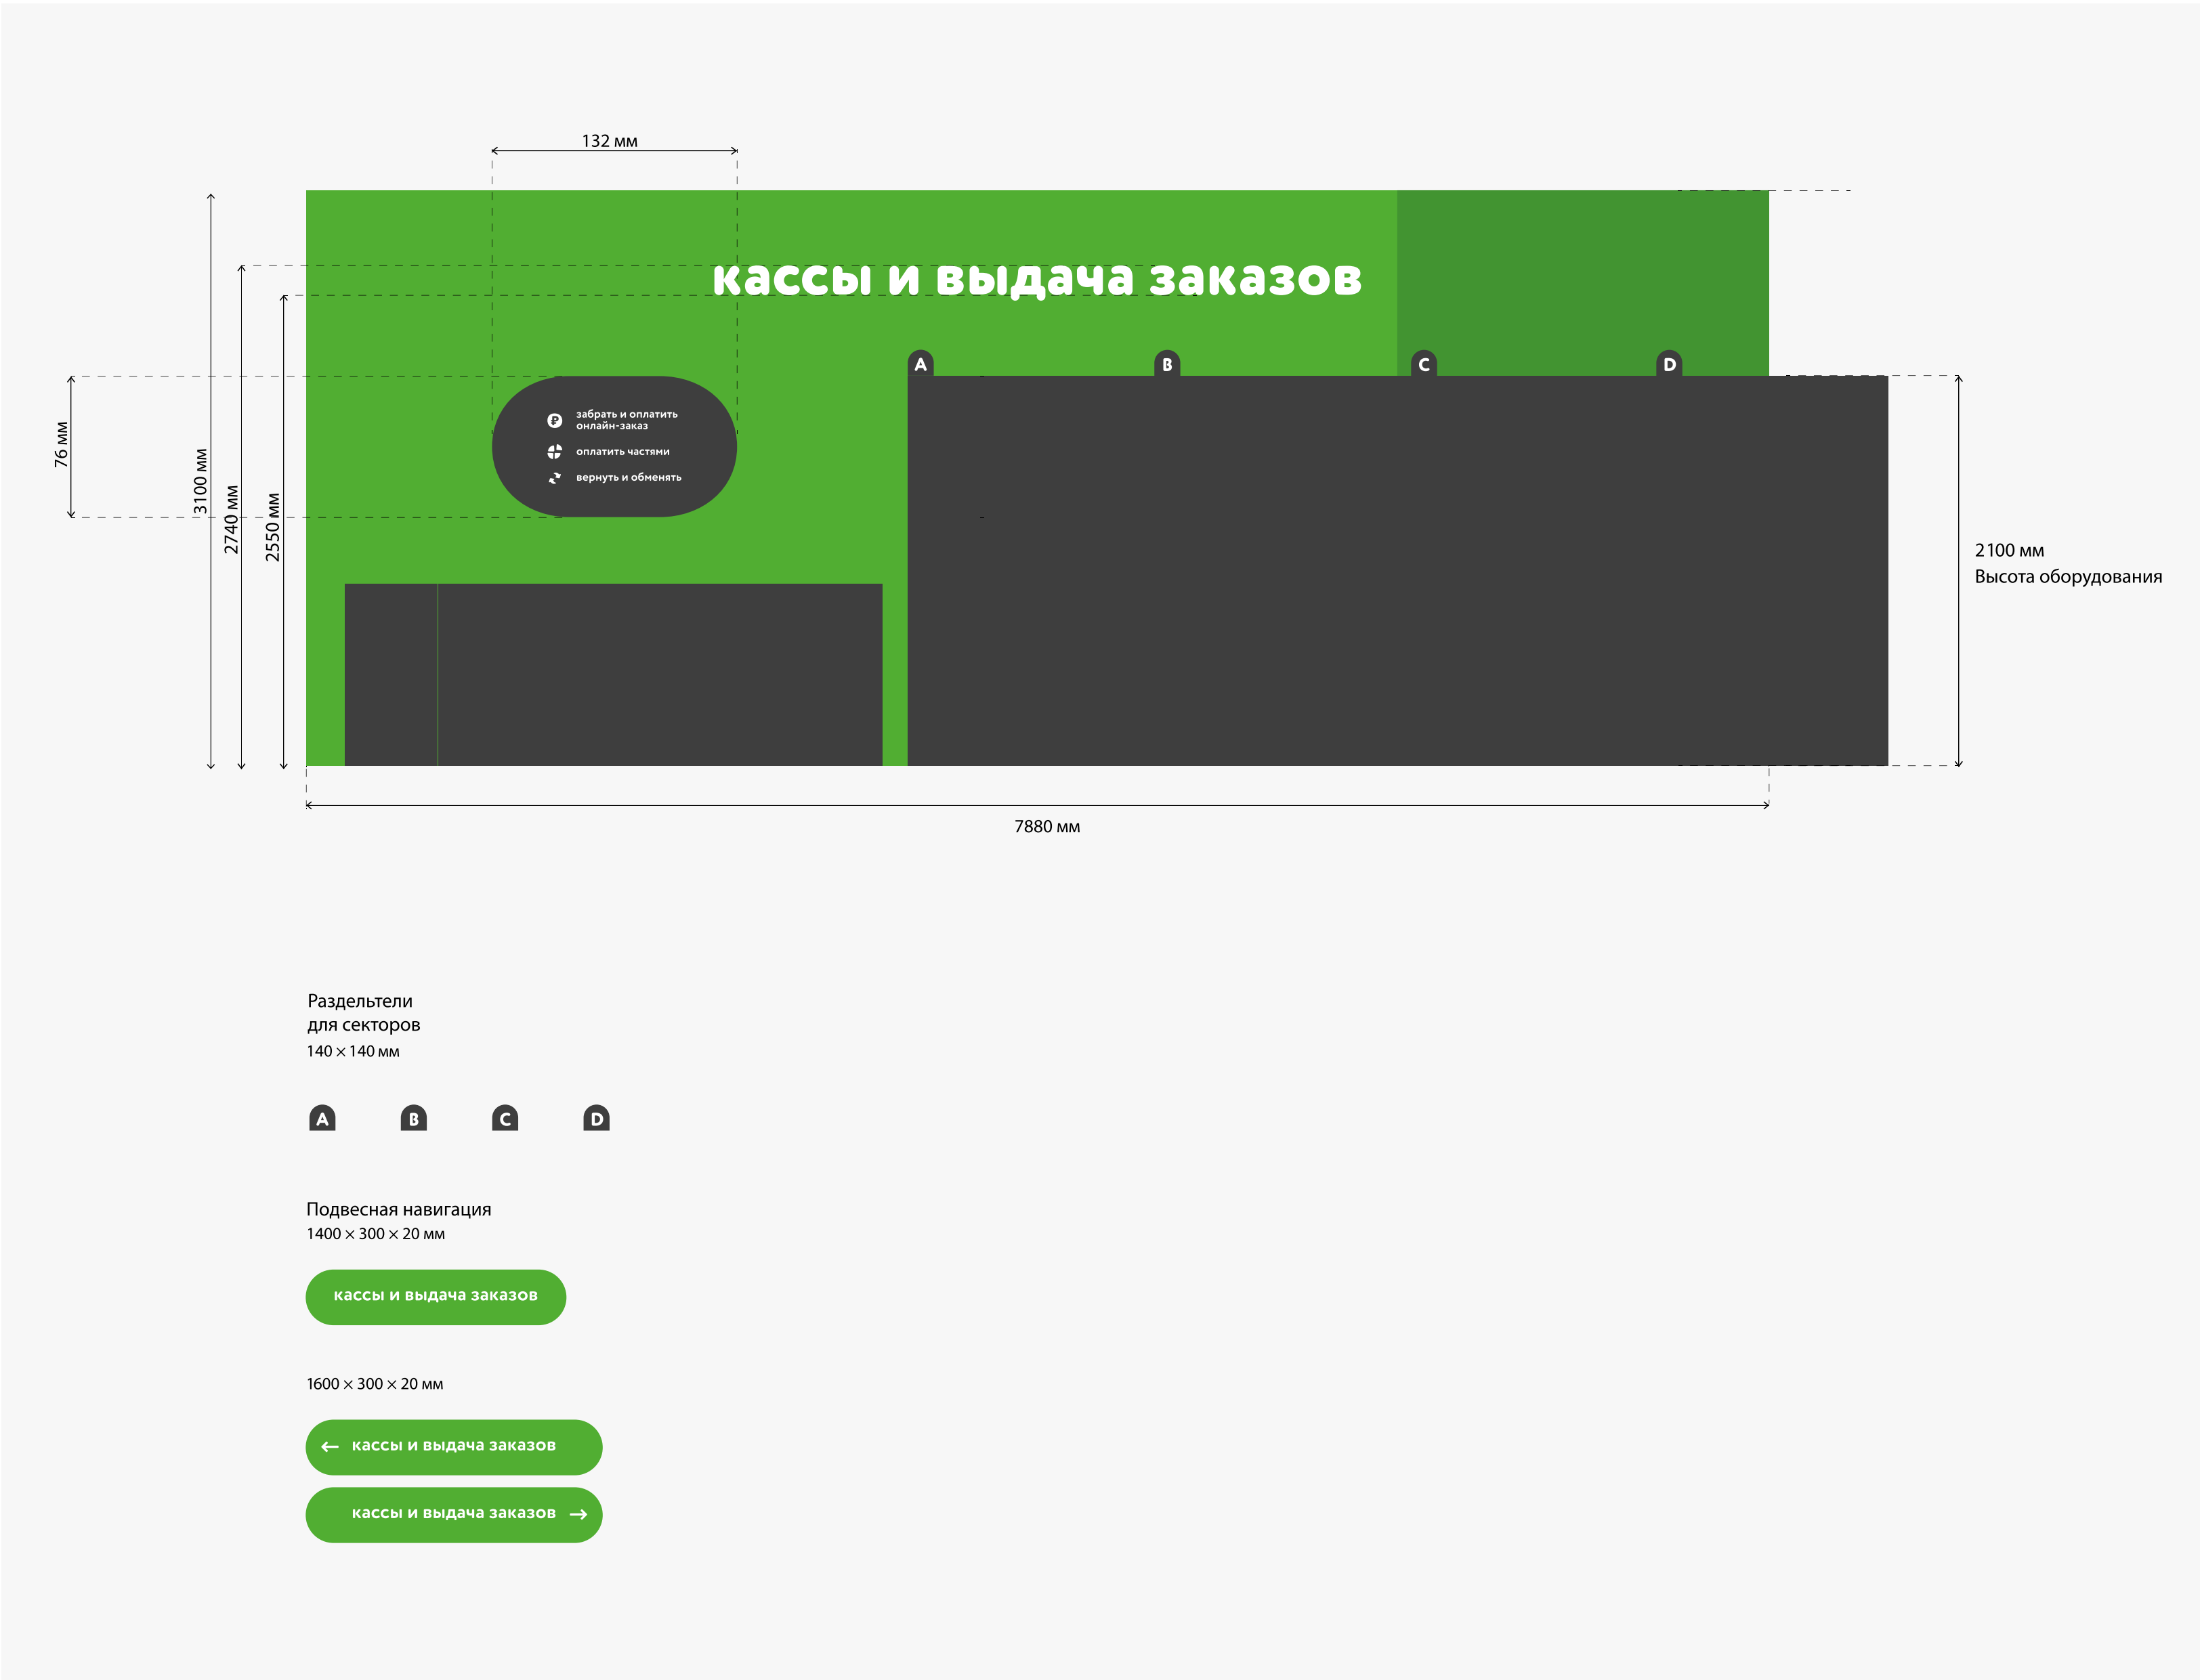 132 мм
кассы и выдача заказов
A
B
C
D
забрать и оплатить
онлайн-заказ
оплатить частями
вернуть и обменять
76 мм
3100 мм
2740 мм
2550 мм
2100 мм
Высота оборудования
7880 мм
Раздельтели
для секторов
140 × 140 мм
A
B
C
D
Подвесная навигация
1400 × 300 × 20 мм
кассы и выдача заказов
1600 × 300 × 20 мм
← кассы и выдача заказов
кассы и выдача заказов →